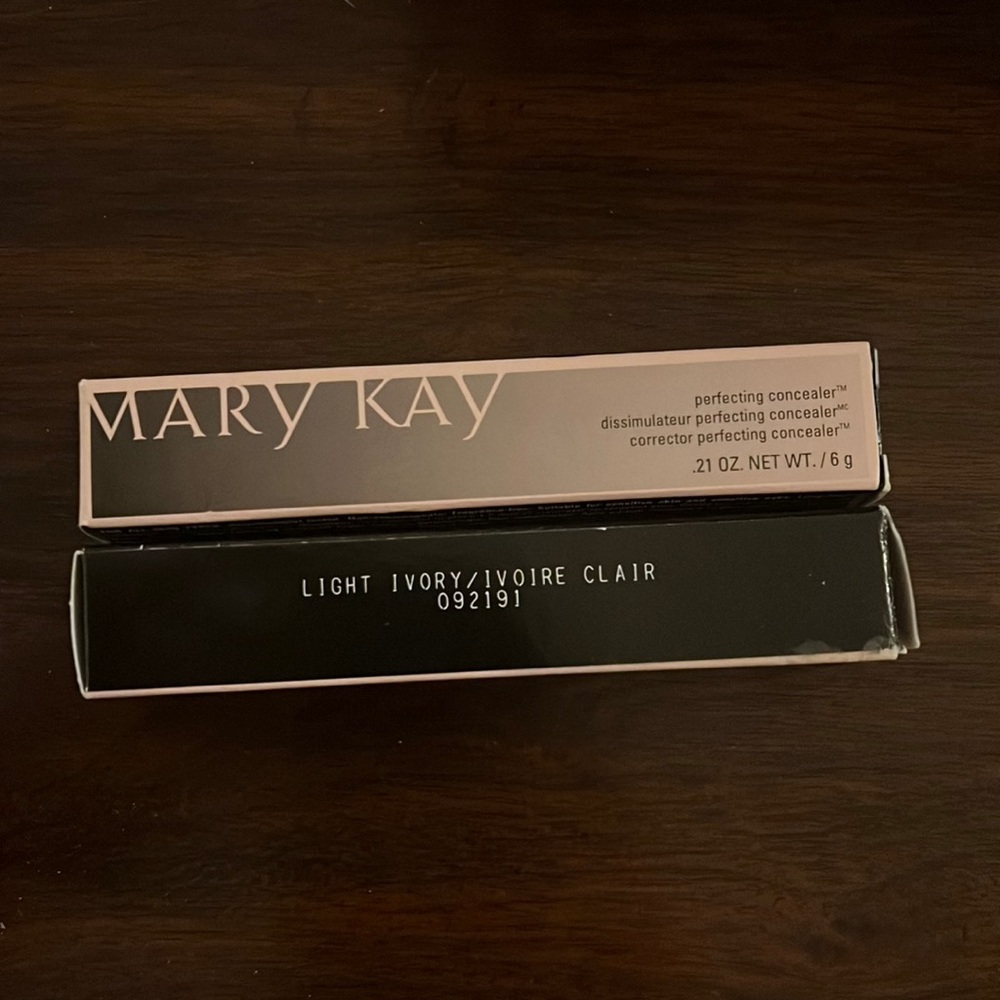 MARY KAY
perfecting concealer™
dissimulateur perfecting concealerᴹᶜ
corrector perfecting concealer™
.21 OZ. NET WT. / 6 g
LIGHT IVORY/IVOIRE CLAIR
092191